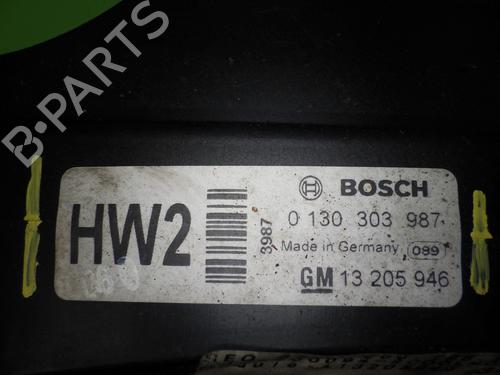 B-PARTS
HW2
3987
BOSCH
0 130 303 987
Made in Germany 099
GM 13 205 946